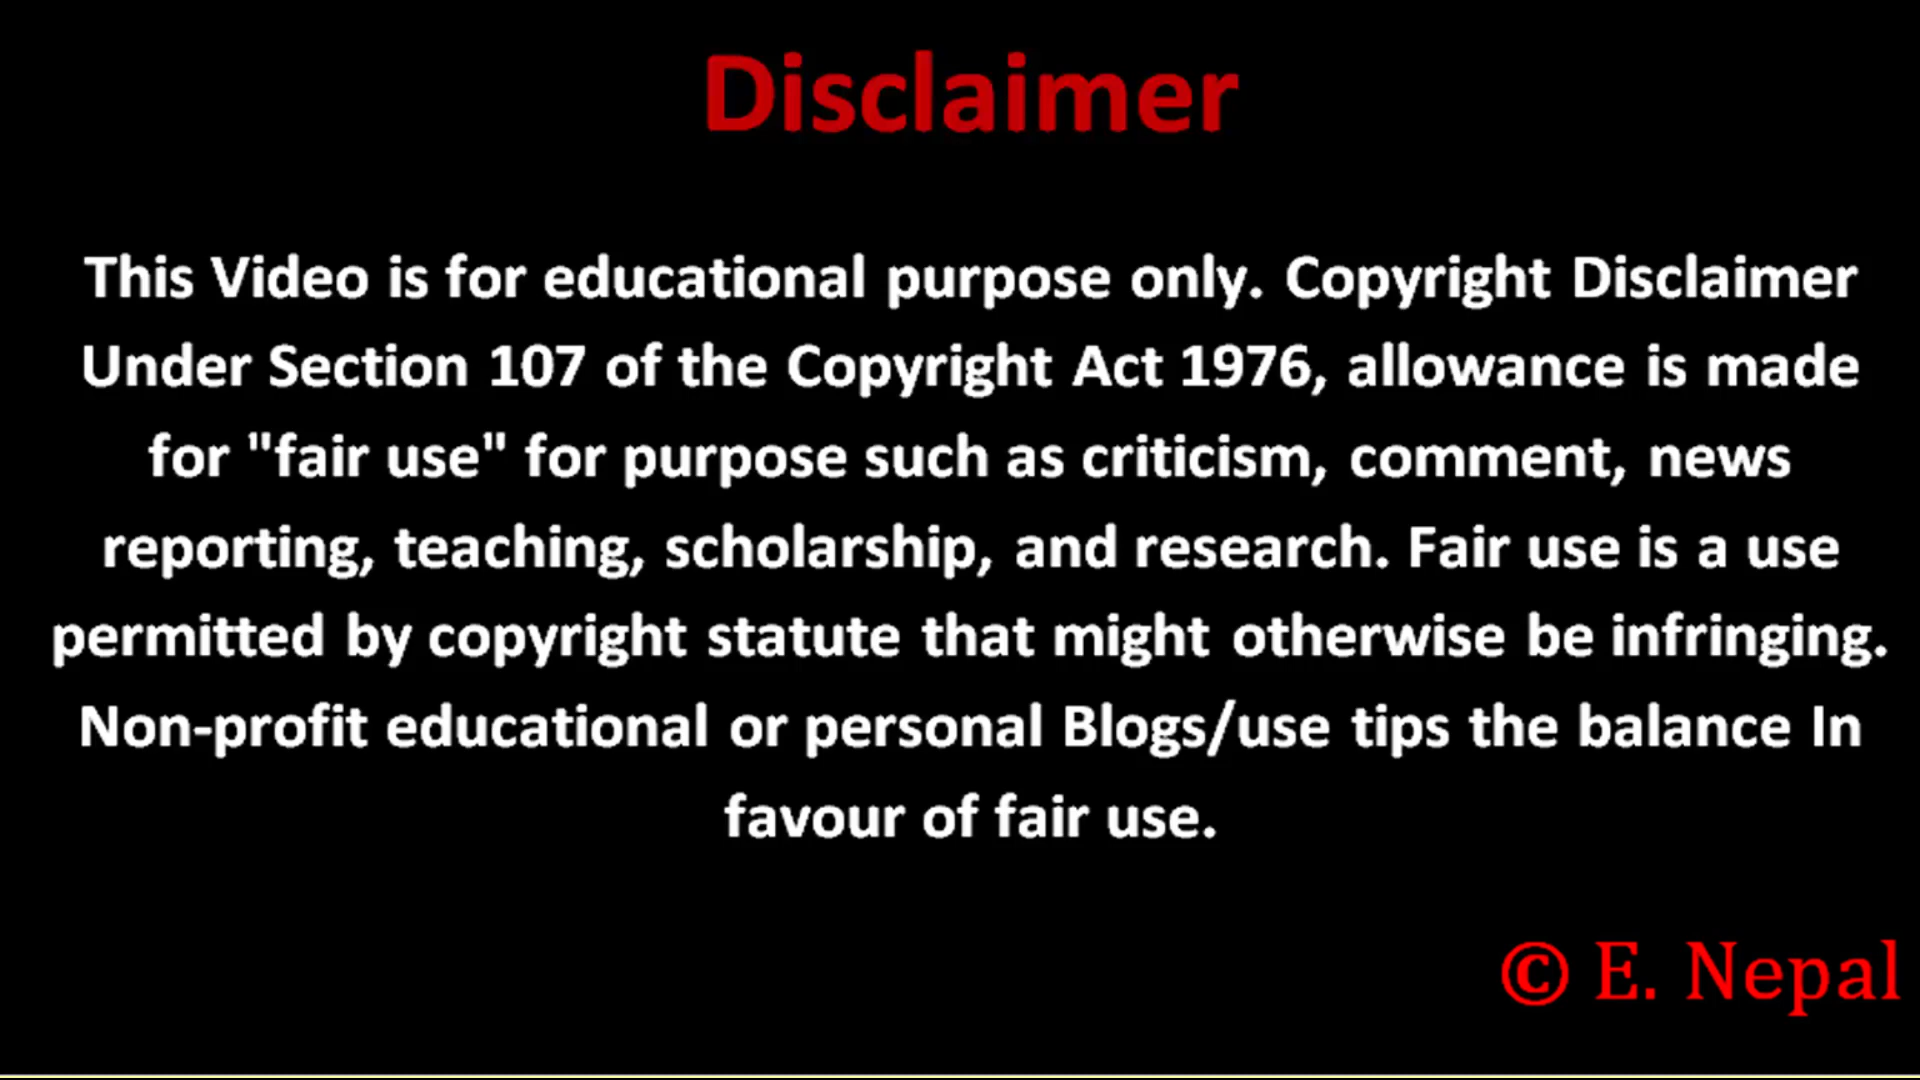 Disclaimer
This Video is for educational purpose only. Copyright Disclaimer
Under Section 107 of the Copyright Act 1976, allowance is made
for "fair use" for purpose such as criticism, comment, news
reporting, teaching, scholarship, and research. Fair use is a use
permitted by copyright statute that might otherwise be infringing.
Non-profit educational or personal Blogs/use tips the balance In
favour of fair use.
© E. Nepal